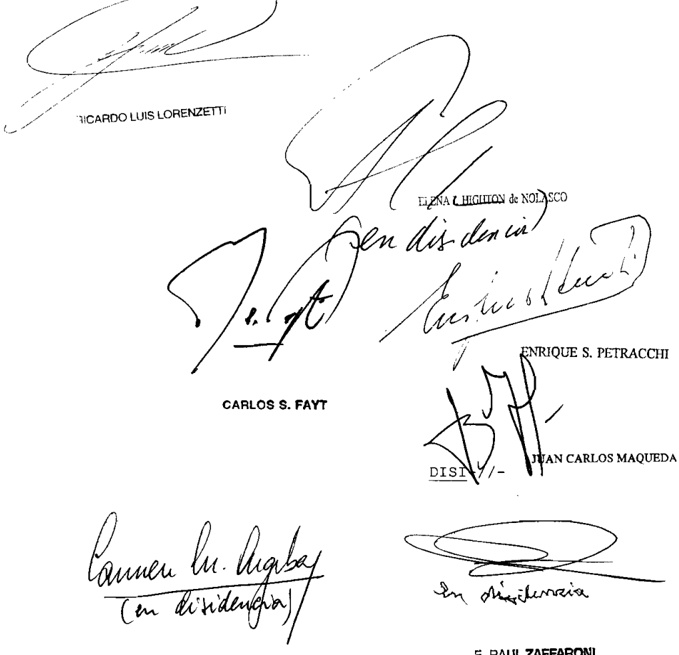 RICARDO LUIS LORENZETTI
ELENA I. HIGHTON de NOLASCO
(en disidencia)
CARLOS S. FAYT
ENRIQUE S. PETRACCHI
JUAN CARLOS MAQUEDA
DISI-//-
Carmen M. Argibay
(en disidencia)
en disidencia
E. RAUL ZAFFARONI